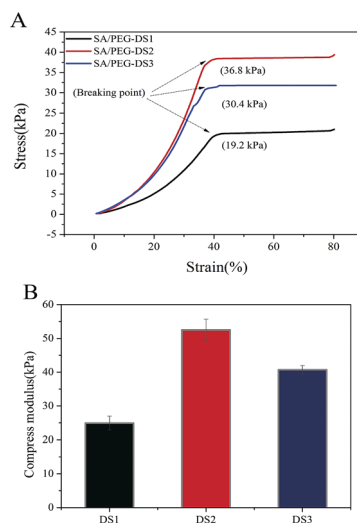 A
SA/PEG-DS1
SA/PEG-DS2
SA/PEG-DS3
45
40
35
30
25
20
15
10
5
0
-5
Stress(kPa)
(Breaking point)
(36.8 kPa)
(30.4 kPa)
(19.2 kPa)
0 20 40 60 80
Strain(%)
B
60
50
40
30
20
10
0
Compress modulus(kPa)
DS1 DS2 DS3